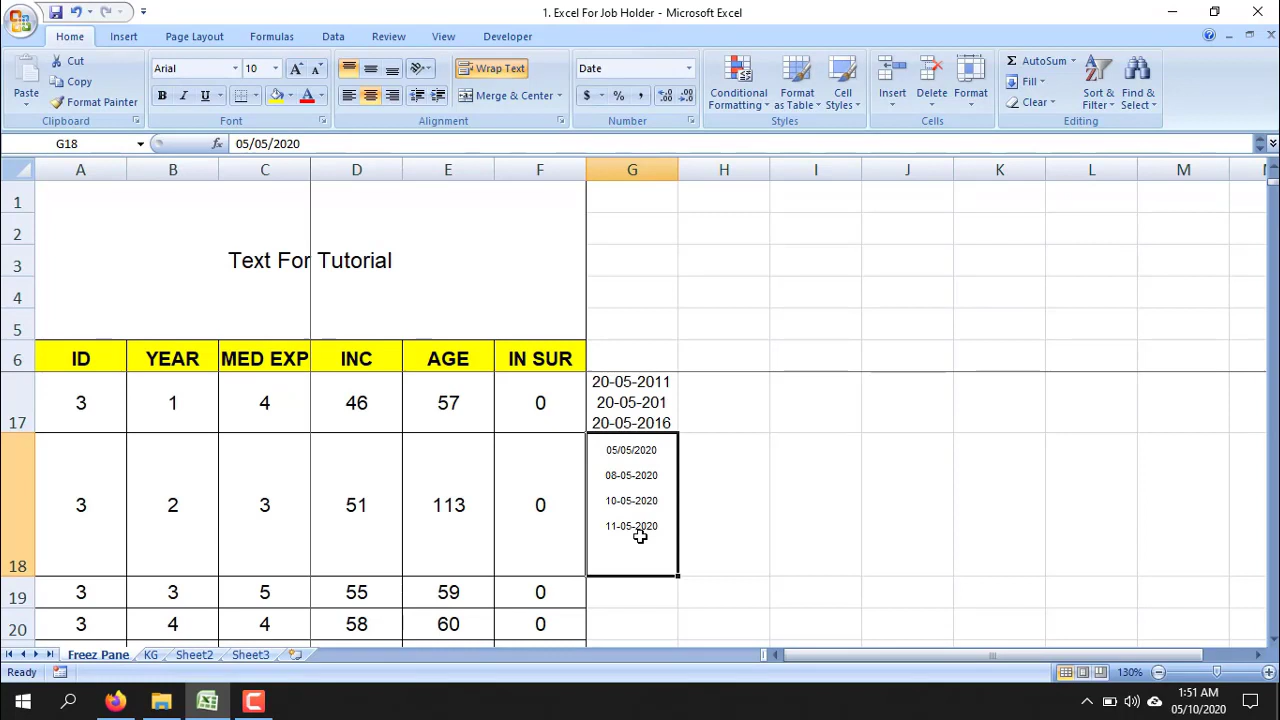 1. Excel For Job Holder - Microsoft Excel
Home Insert Page Layout Formulas Data Review View Developer
Paste
Cut
Copy
Format Painter
Clipboard
Arial 10
B I U
Font
Wrap Text
Merge & Center
Alignment
Date
$ % ,
Number
Conditional Formatting
Format as Table
Cell Styles
Styles
Insert Delete Format
Cells
Σ AutoSum
Fill
Clear
Sort & Filter
Find & Select
Editing
G18 fx 05/05/2020
A B C D E F G H I J K L M
1
2
3 Text For Tutorial
4
5
6 ID YEAR MED EXP INC AGE IN SUR
17 3 1 4 46 57 0
20-05-2011
20-05-201
20-05-2016
18 3 2 3 51 113 0
05/05/2020
08-05-2020
10-05-2020
11-05-2020
19 3 3 5 55 59 0
20 3 4 4 58 60 0
Freez Pane KG Sheet2 Sheet3
Ready 130%
1:51 AM
05/10/2020